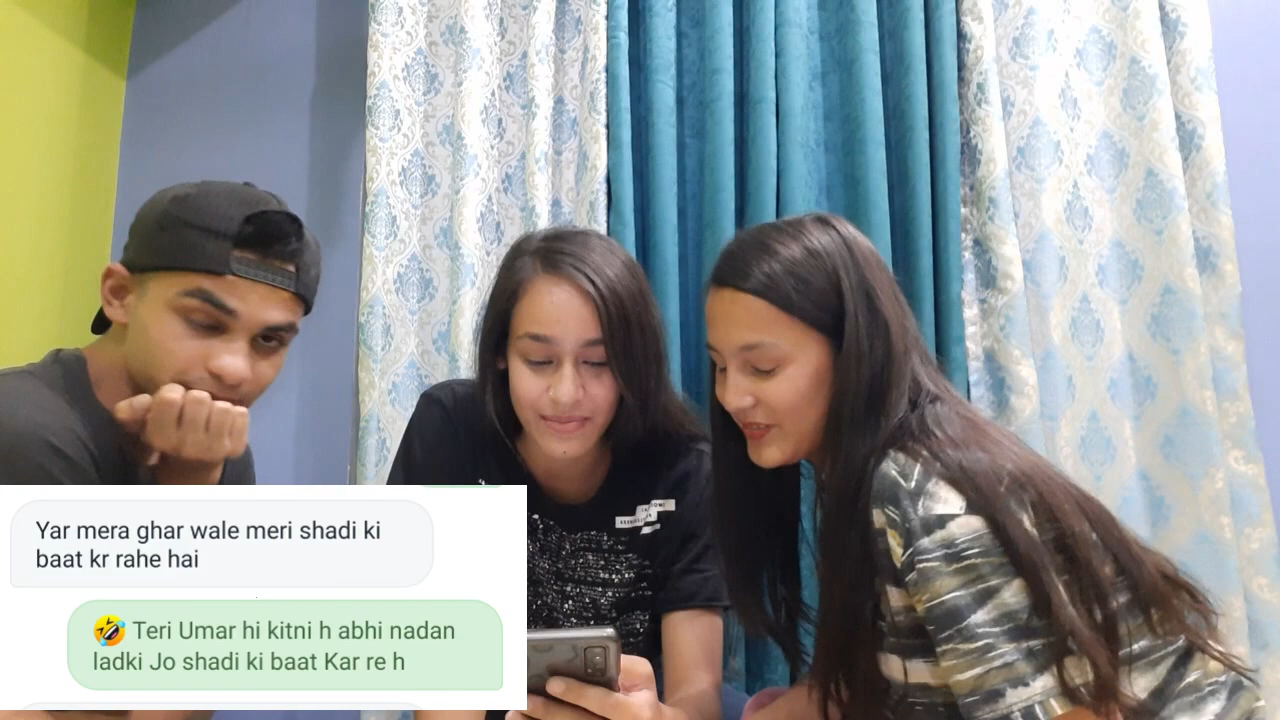 Yar mera ghar wale meri shadi ki
baat kr rahe hai
🤣 Teri Umar hi kitni h abhi nadan
ladki Jo shadi ki baat Kar re h